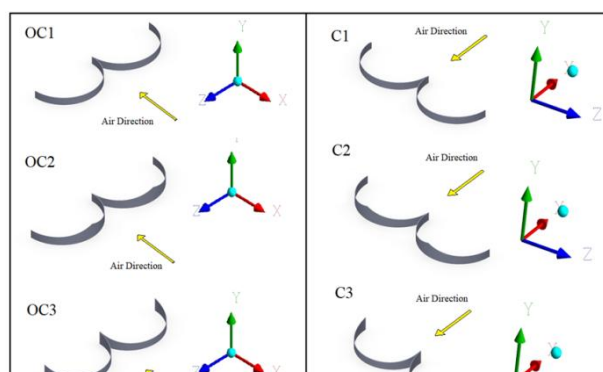 OC1
Y
Z
X
Air Direction
OC2
Z
X
Air Direction
OC3
Y
C1
Air Direction
Y
X
Z
C2
Air Direction
Y
X
Z
C3
Air Direction
Y